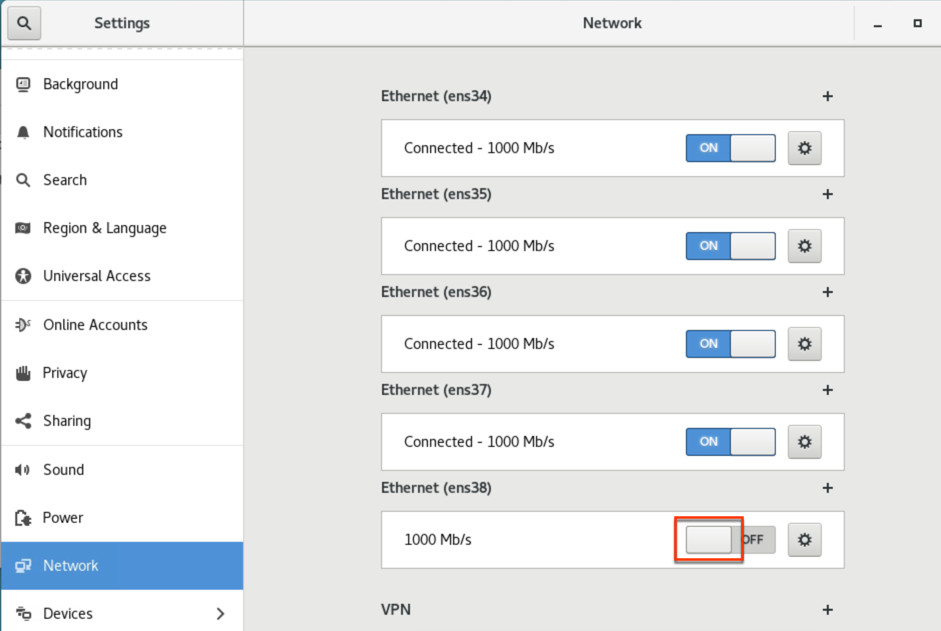 Settings
Network
Background
Notifications
Search
Region & Language
Universal Access
Online Accounts
Privacy
Sharing
Sound
Power
Network
Devices
Ethernet (ens34)
Connected - 1000 Mb/s ON
Ethernet (ens35)
Connected - 1000 Mb/s ON
Ethernet (ens36)
Connected - 1000 Mb/s ON
Ethernet (ens37)
Connected - 1000 Mb/s ON
Ethernet (ens38)
1000 Mb/s OFF
VPN